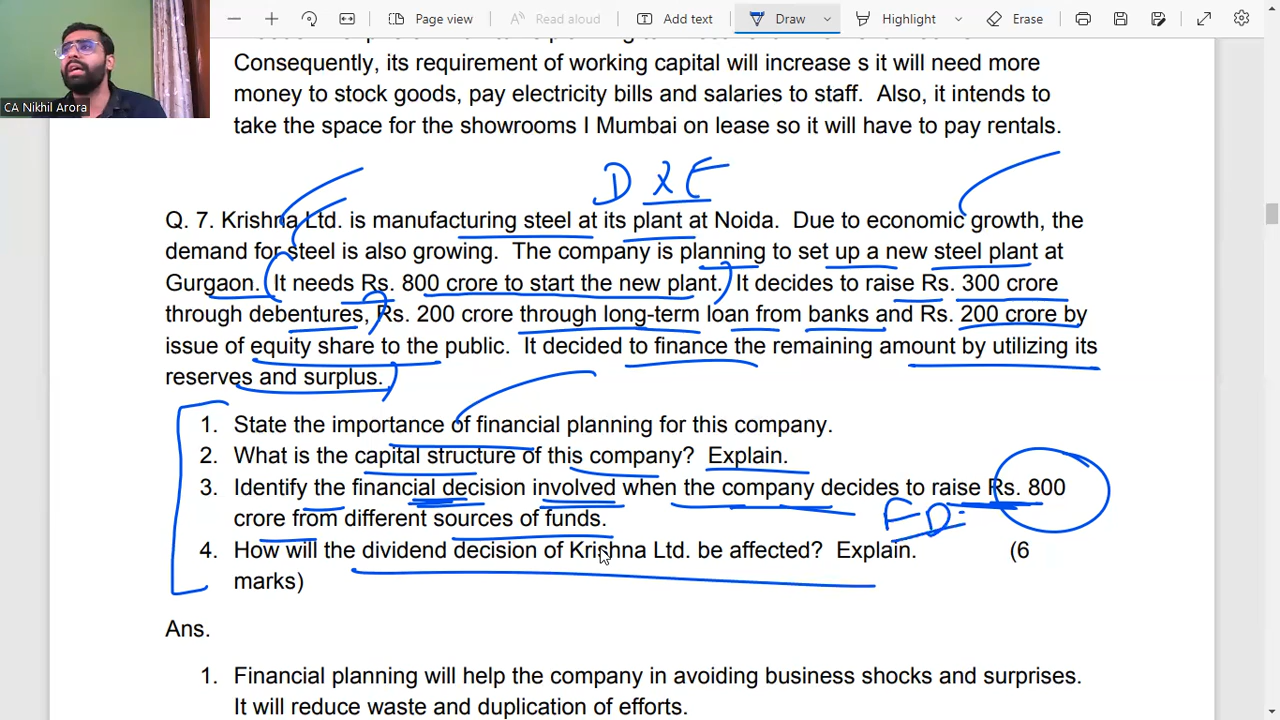 Page view
Read aloud
Add text
Draw
Highlight
Erase
CA Nikhil Arora
Consequently, its requirement of working capital will increase s it will need more
money to stock goods, pay electricity bills and salaries to staff. Also, it intends to
take the space for the showrooms I Mumbai on lease so it will have to pay rentals.
D X E
Q. 7. Krishna Ltd. is manufacturing steel at its plant at Noida. Due to economic growth, the
demand for steel is also growing. The company is planning to set up a new steel plant at
Gurgaon. It needs Rs. 800 crore to start the new plant. It decides to raise Rs. 300 crore
through debentures, Rs. 200 crore through long-term loan from banks and Rs. 200 crore by
issue of equity share to the public. It decided to finance the remaining amount by utilizing its
reserves and surplus.
1. State the importance of financial planning for this company.
2. What is the capital structure of this company? Explain.
3. Identify the financial decision involved when the company decides to raise Rs. 800
crore from different sources of funds.
FD:
4. How will the dividend decision of Krishna Ltd. be affected? Explain. (6
marks)
Ans.
1. Financial planning will help the company in avoiding business shocks and surprises.
It will reduce waste and duplication of efforts.